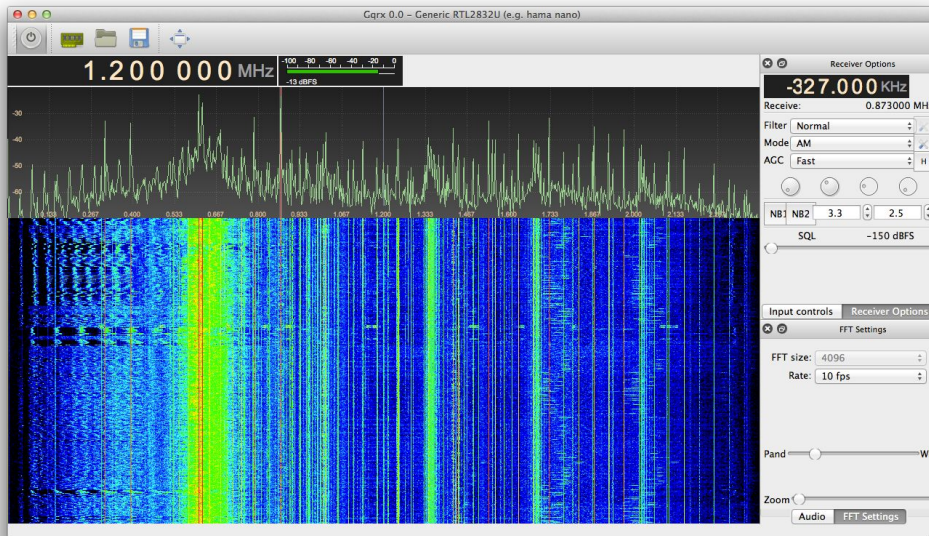 Gqrx 0.0 - Generic RTL2832U (e.g. hama nano)
1.200 000 MHz
-100 -80 -60 -40 -20 0
-13 dBFS
Receiver Options
-327.000 KHz
Receive: 0.873000 MH
Filter Normal
Mode AM
AGC Fast H
NB1 NB2 3.3 2.5
SQL -150 dBFS
Input controls Receiver Options
FFT Settings
FFT size: 4096
Rate: 10 fps
Pand W
Zoom
Audio FFT Settings
-30
-40
-50
-60
0.133 0.267 0.400 0.533 0.667 0.800 0.933 1.067 1.200 1.333 1.467 1.600 1.733 1.867 2.000 2.133